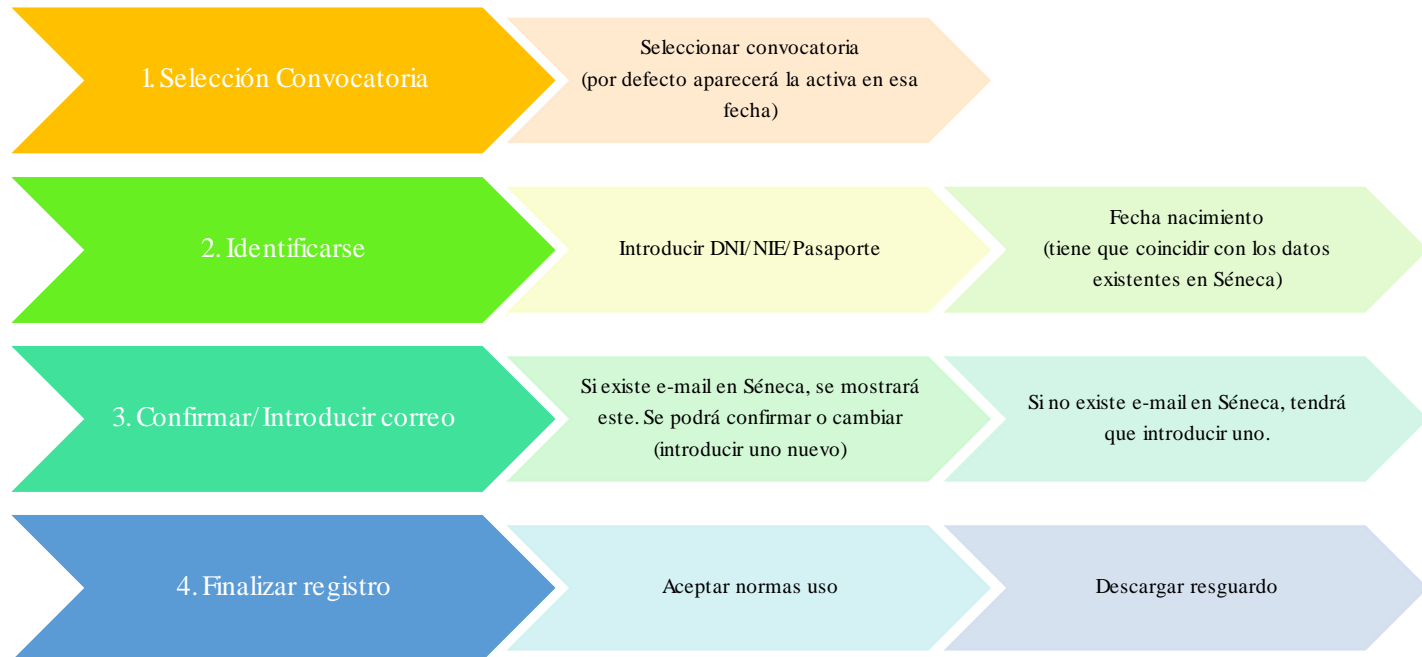 1. Selección Convocatoria
Seleccionar convocatoria
(por defecto aparecerá la activa en esa
fecha)
2. Identificarse
Introducir DNI/NIE/Pasaporte
Fecha nacimiento
(tiene que coincidir con los datos
existentes en Séneca)
3. Confirmar/Introducir correo
Si existe e-mail en Séneca, se mostrará
este. Se podrá confirmar o cambiar
(introducir uno nuevo)
Si no existe e-mail en Séneca, tendrá
que introducir uno.
4. Finalizar registro
Aceptar normas uso
Descargar resguardo